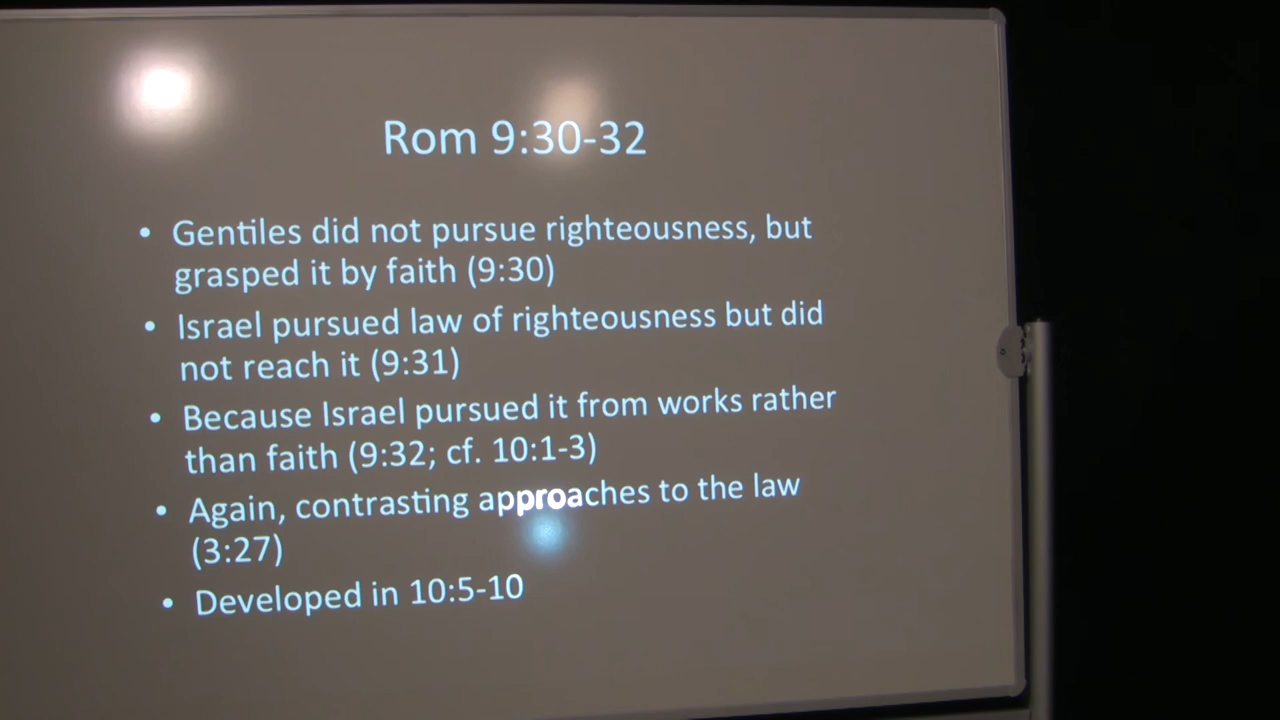 Rom 9:30-32
• Gentiles did not pursue righteousness, but
grasped it by faith (9:30)
• Israel pursued law of righteousness but did
not reach it (9:31)
• Because Israel pursued it from works rather
than faith (9:32; cf. 10:1-3)
• Again, contrasting approaches to the law
(3:27)
• Developed in 10:5-10